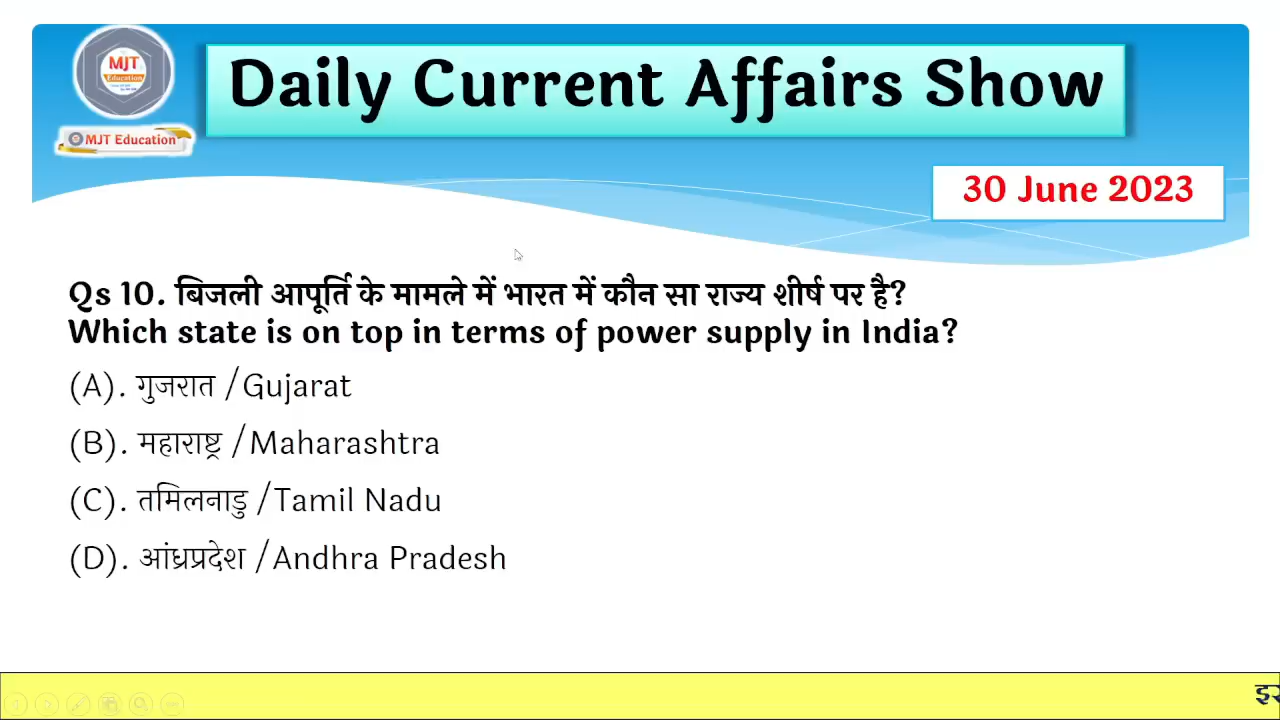 MJT
Education
MJT Education
Daily Current Affairs Show
30 June 2023
Qs 10. बिजली आपूर्ति के मामले में भारत में कौन सा राज्य शीर्ष पर है?
Which state is on top in terms of power supply in India?
(A). गुजरात /Gujarat
(B). महाराष्ट्र /Maharashtra
(C). तमिलनाडु /Tamil Nadu
(D). आंध्रप्रदेश /Andhra Pradesh